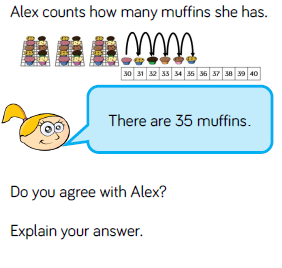 Alex counts how many muffins she has.
30 31 32 33 34 35 36 37 38 39 40
There are 35 muffins.
Do you agree with Alex?
Explain your answer.